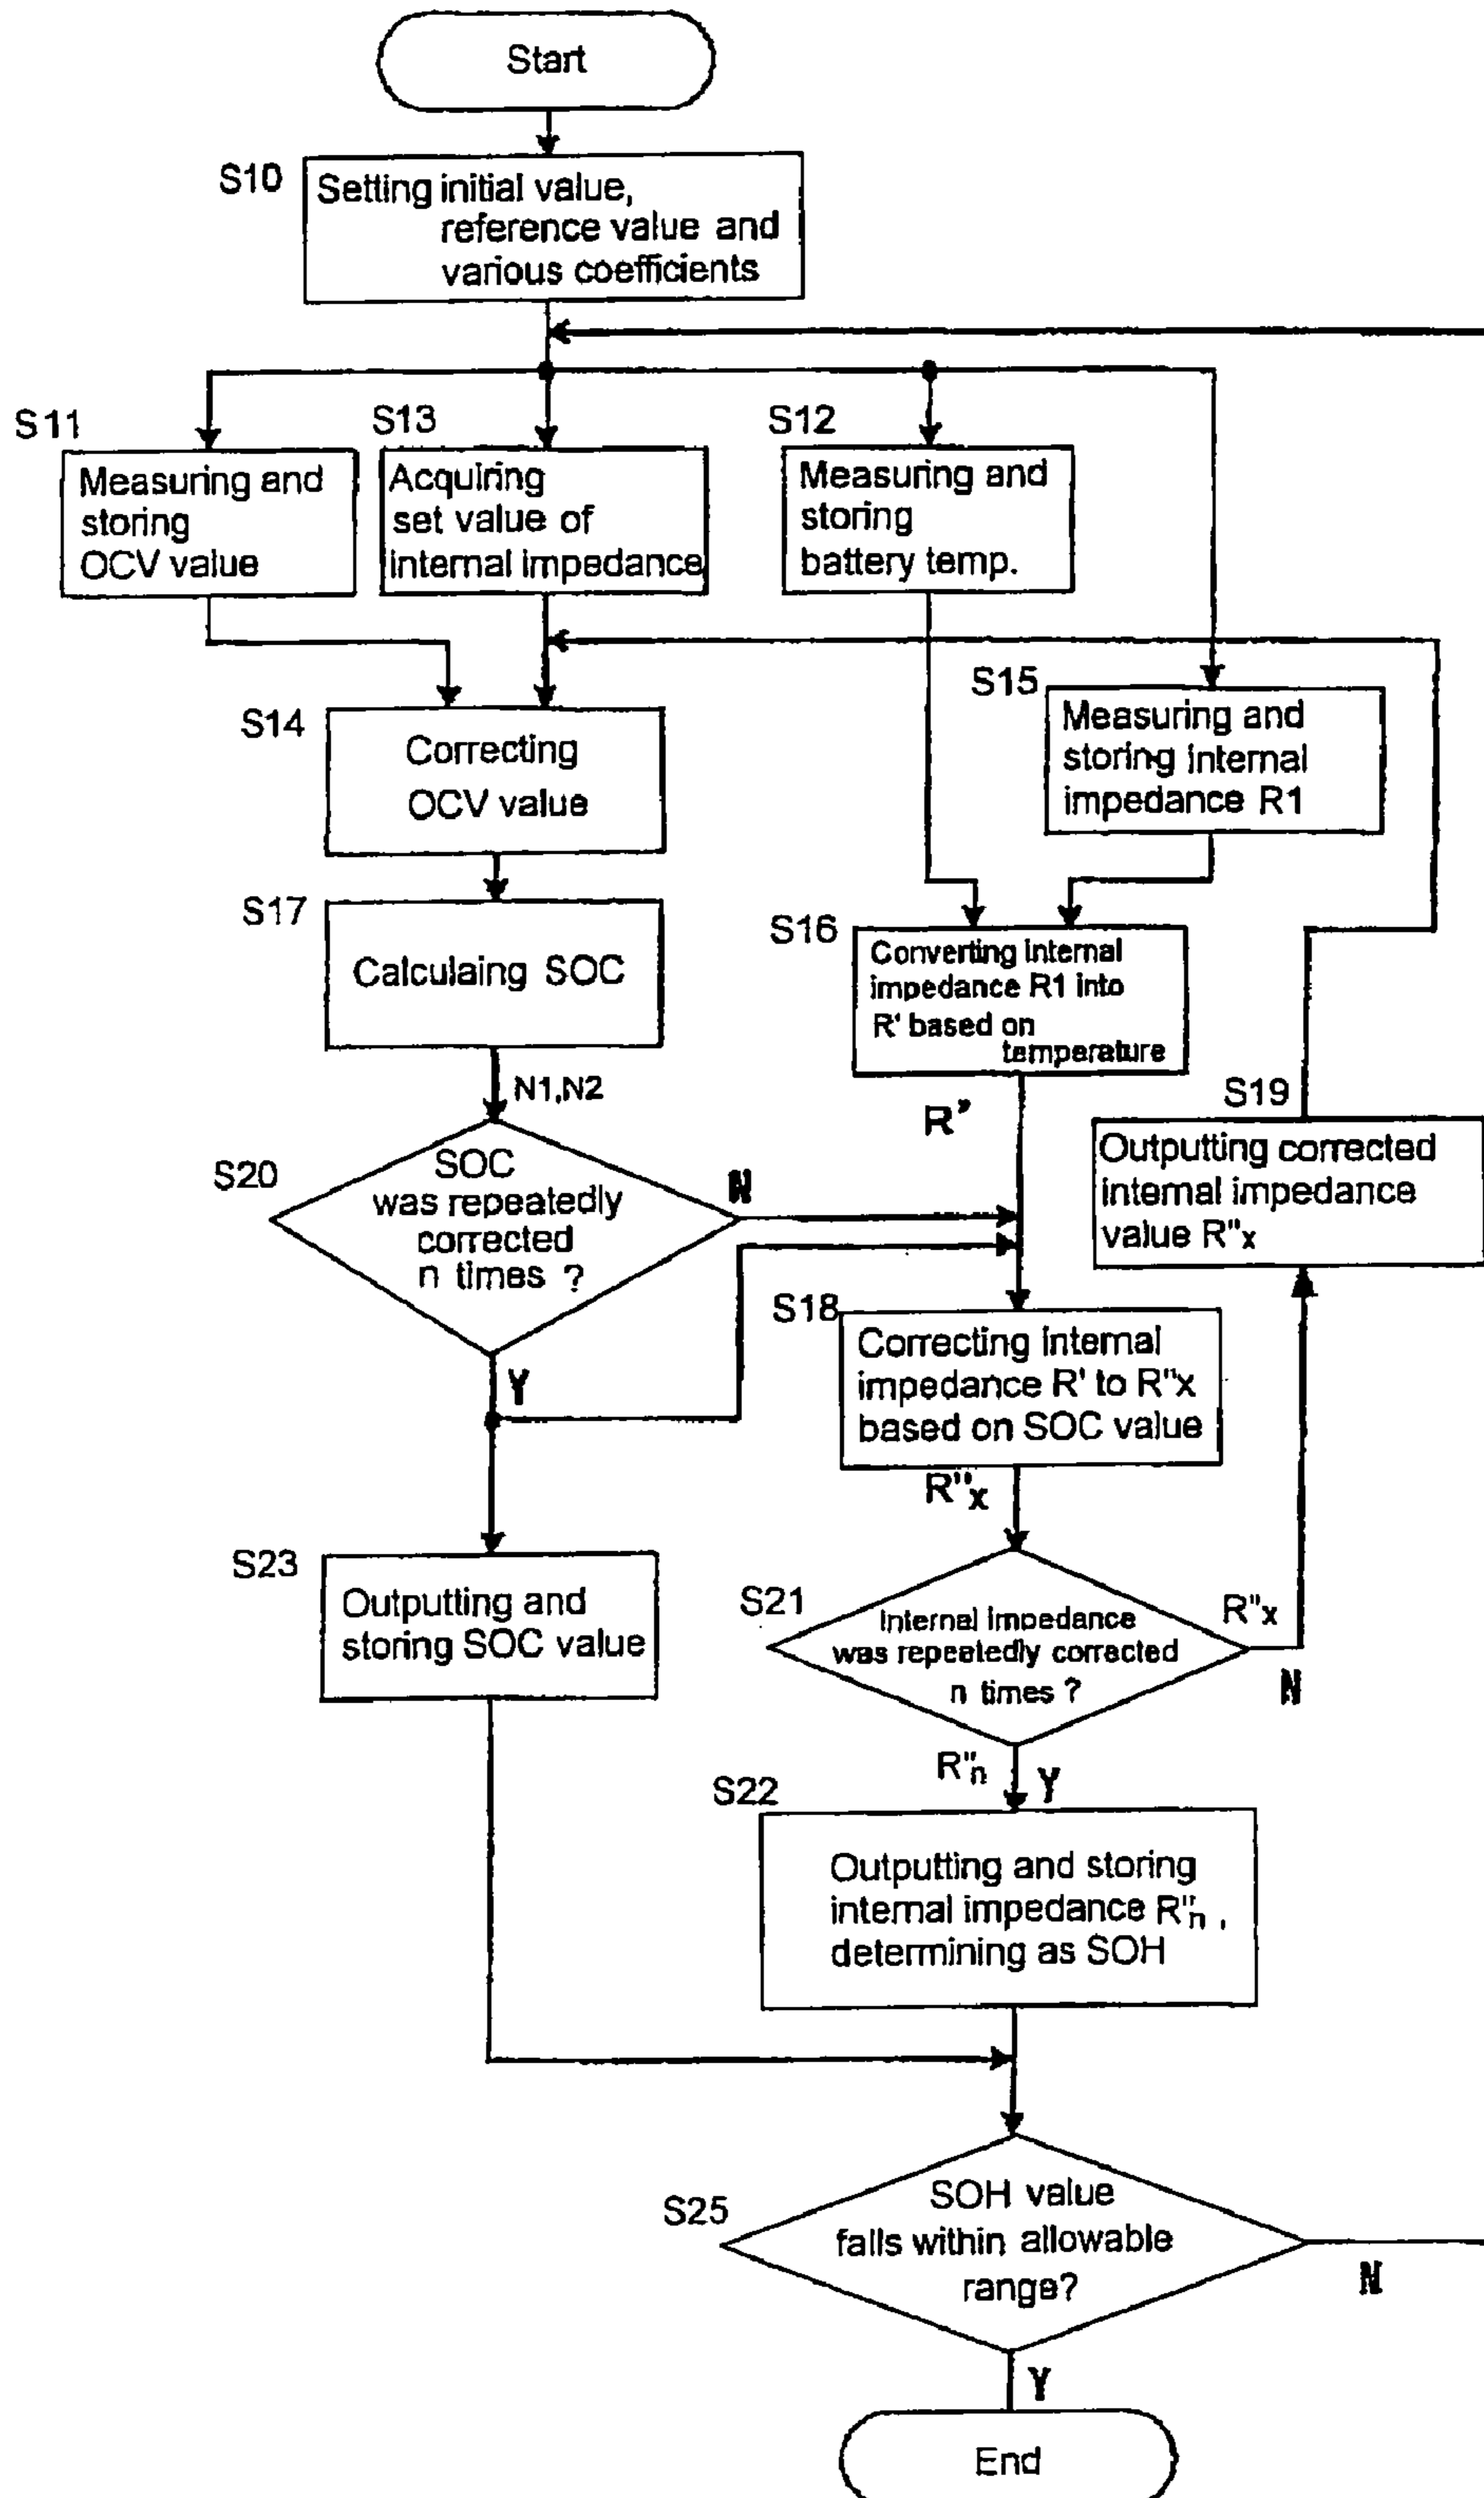 Start
S10
Setting initial value,
reference value and
various coefficients
S11
Measuring and
storing
OCV value
S13
Acquiring
set value of
internal impedance
S12
Measuring and
storing
battery temp.
S15
Measuring and
storing internal
impedance R1
S14
Correcting
OCV value
S17
Calculaing SOC
N1,N2
S16
Converting internal
impedance R1 into
R' based on
temperature
R'
S19
Outputting corrected
internal impedance
value R"x
S20
SOC
was repeatedly
corrected
n times ?
N
Y
S18
Correcting internal
impedance R' to R"x
based on SOC value
R"x
S23
Outputting and
storing SOC value
S21
Internal impedance
was repeatedly corrected
n times ?
R"x
N
R"n
Y
S22
Outputting and storing
internal impedance R"n ,
determining as SOH
S25
SOH value
falls within allowable
range?
N
Y
End